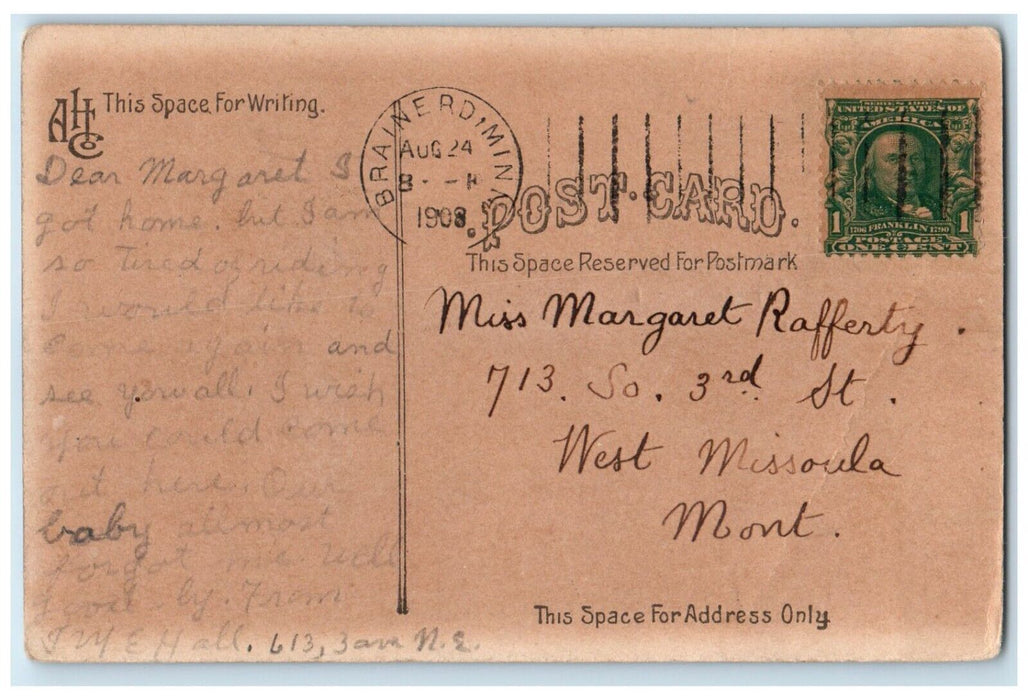 AHCo
This Space For Writing.
Dear Margaret I
got home. but I am
so tired of riding
I would like to
come again and
see you all. I wish
you could come
out here. Our
baby almost
forgot me. Well
good by. From
Hall. 613, 3 ave N.E.
BRAINERD, MINN.
AUG 24
8 - - P
1908
POST-CARD.
This Space Reserved For Postmark
SERIES 1902
UNITED STATES OF
AMERICA
1 1706 FRANKLIN 1790 1
POSTAGE
ONE CENT
Miss Margaret Rafferty.
713. So. 3rd St.
West Missoula
Mont.
This Space For Address Only